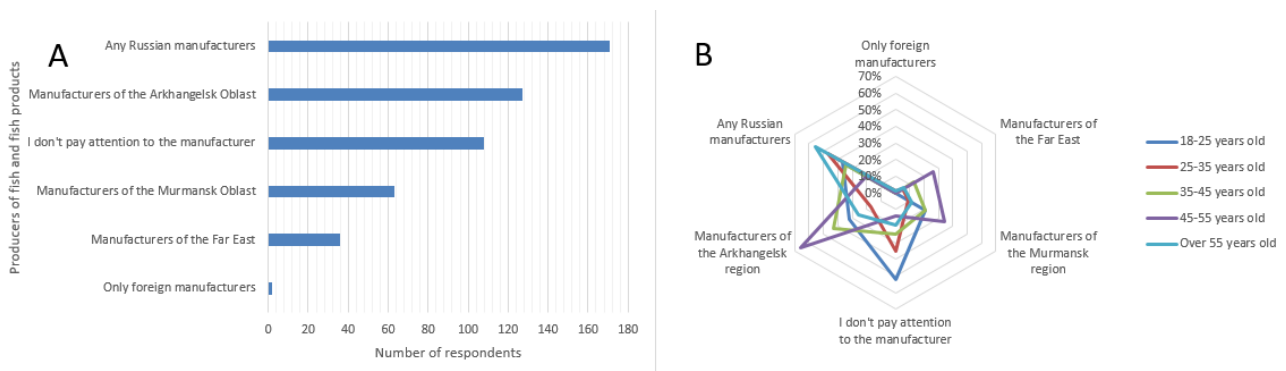 A
Producers of fish and fish products
Any Russian manufacturers
Manufacturers of the Arkhangelsk Oblast
I don't pay attention to the manufacturer
Manufacturers of the Murmansk Oblast
Manufacturers of the Far East
Only foreign manufacturers
0 20 40 60 80 100 120 140 160 180
Number of respondents
B
Only foreign
manufacturers
70%
60%
50%
40%
30%
20%
10%
0%
Manufacturers of
the Far East
Manufacturers of
the Murmansk
region
I don't pay attention
to the manufacturer
Manufacturers of
the Arkhangelsk
region
Any Russian
manufacturers
18-25 years old
25-35 years old
35-45 years old
45-55 years old
Over 55 years old